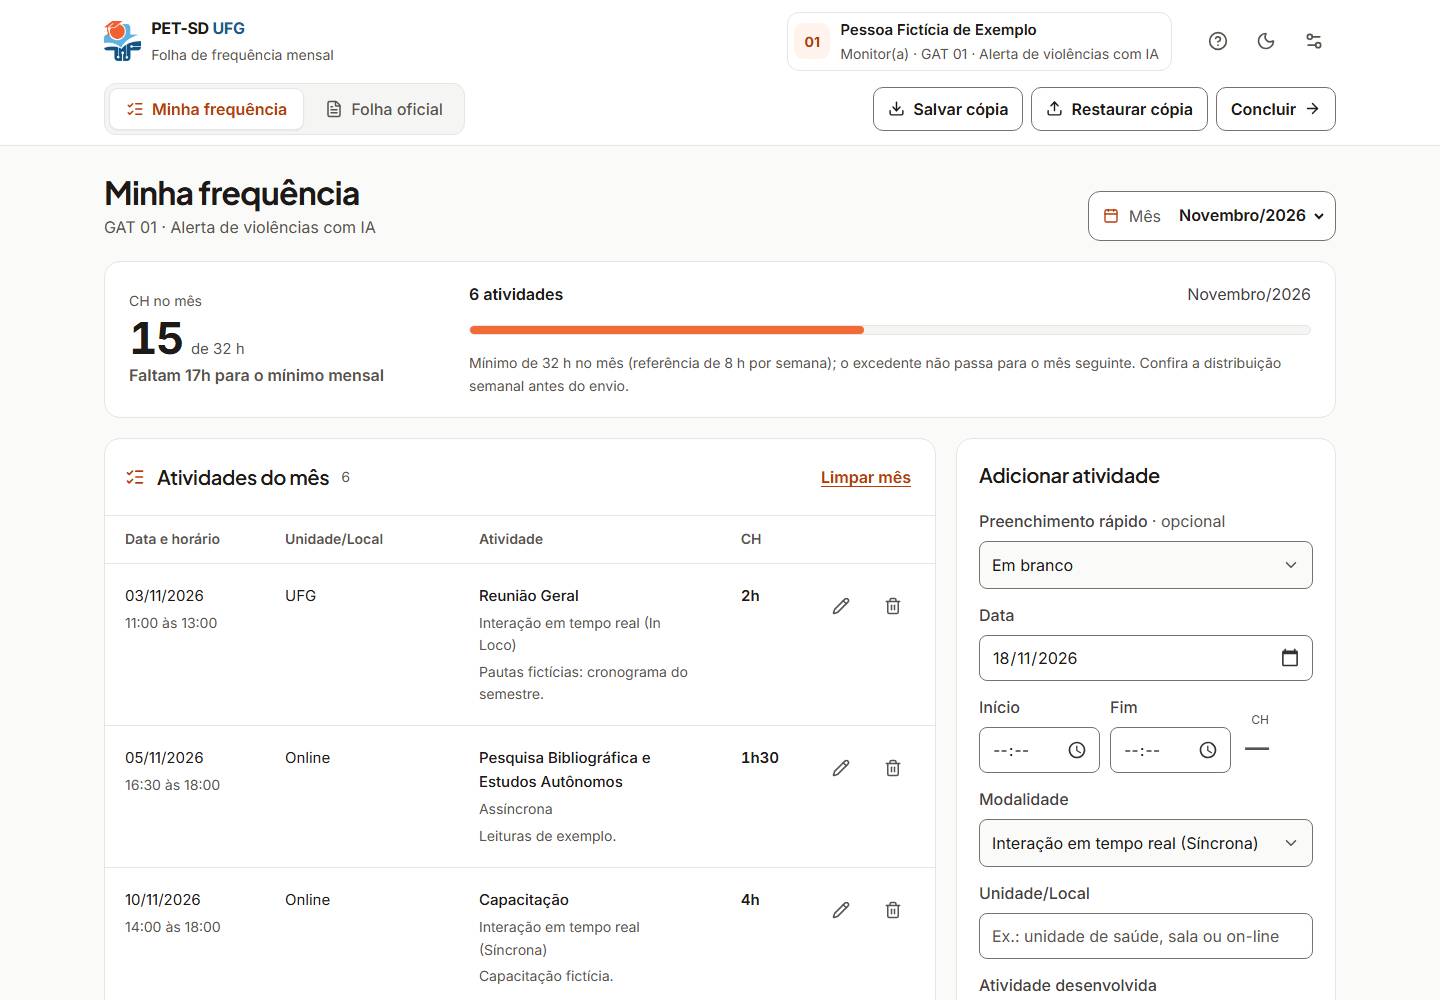 PET-SD UFG
Folha de frequência mensal
01
Pessoa Fictícia de Exemplo
Monitor(a) · GAT 01 · Alerta de violências com IA
Minha frequência
Folha oficial
Salvar cópia
Restaurar cópia
Concluir
Minha frequência
GAT 01 · Alerta de violências com IA
Mês Novembro/2026
CH no mês
15 de 32 h
Faltam 17h para o mínimo mensal
6 atividades
Novembro/2026
Mínimo de 32 h no mês (referência de 8 h por semana); o excedente não passa para o mês seguinte. Confira a distribuição
semanal antes do envio.
Atividades do mês 6
Limpar mês
Data e horário Unidade/Local Atividade CH
03/11/2026 UFG Reunião Geral 2h
11:00 às 13:00 Interação em tempo real (In
Loco)
Pautas fictícias: cronograma do
semestre.
05/11/2026 Online Pesquisa Bibliográfica e 1h30
Estudos Autônomos
16:30 às 18:00
Assíncrona
Leituras de exemplo.
10/11/2026 Online Capacitação 4h
14:00 às 18:00 Interação em tempo real
(Síncrona)
Capacitação fictícia.
Adicionar atividade
Preenchimento rápido · opcional
Em branco
Data
18/11/2026
Início Fim CH
--:-- --:-- —
Modalidade
Interação em tempo real (Síncrona)
Unidade/Local
Ex.: unidade de saúde, sala ou on-line
Atividade desenvolvida